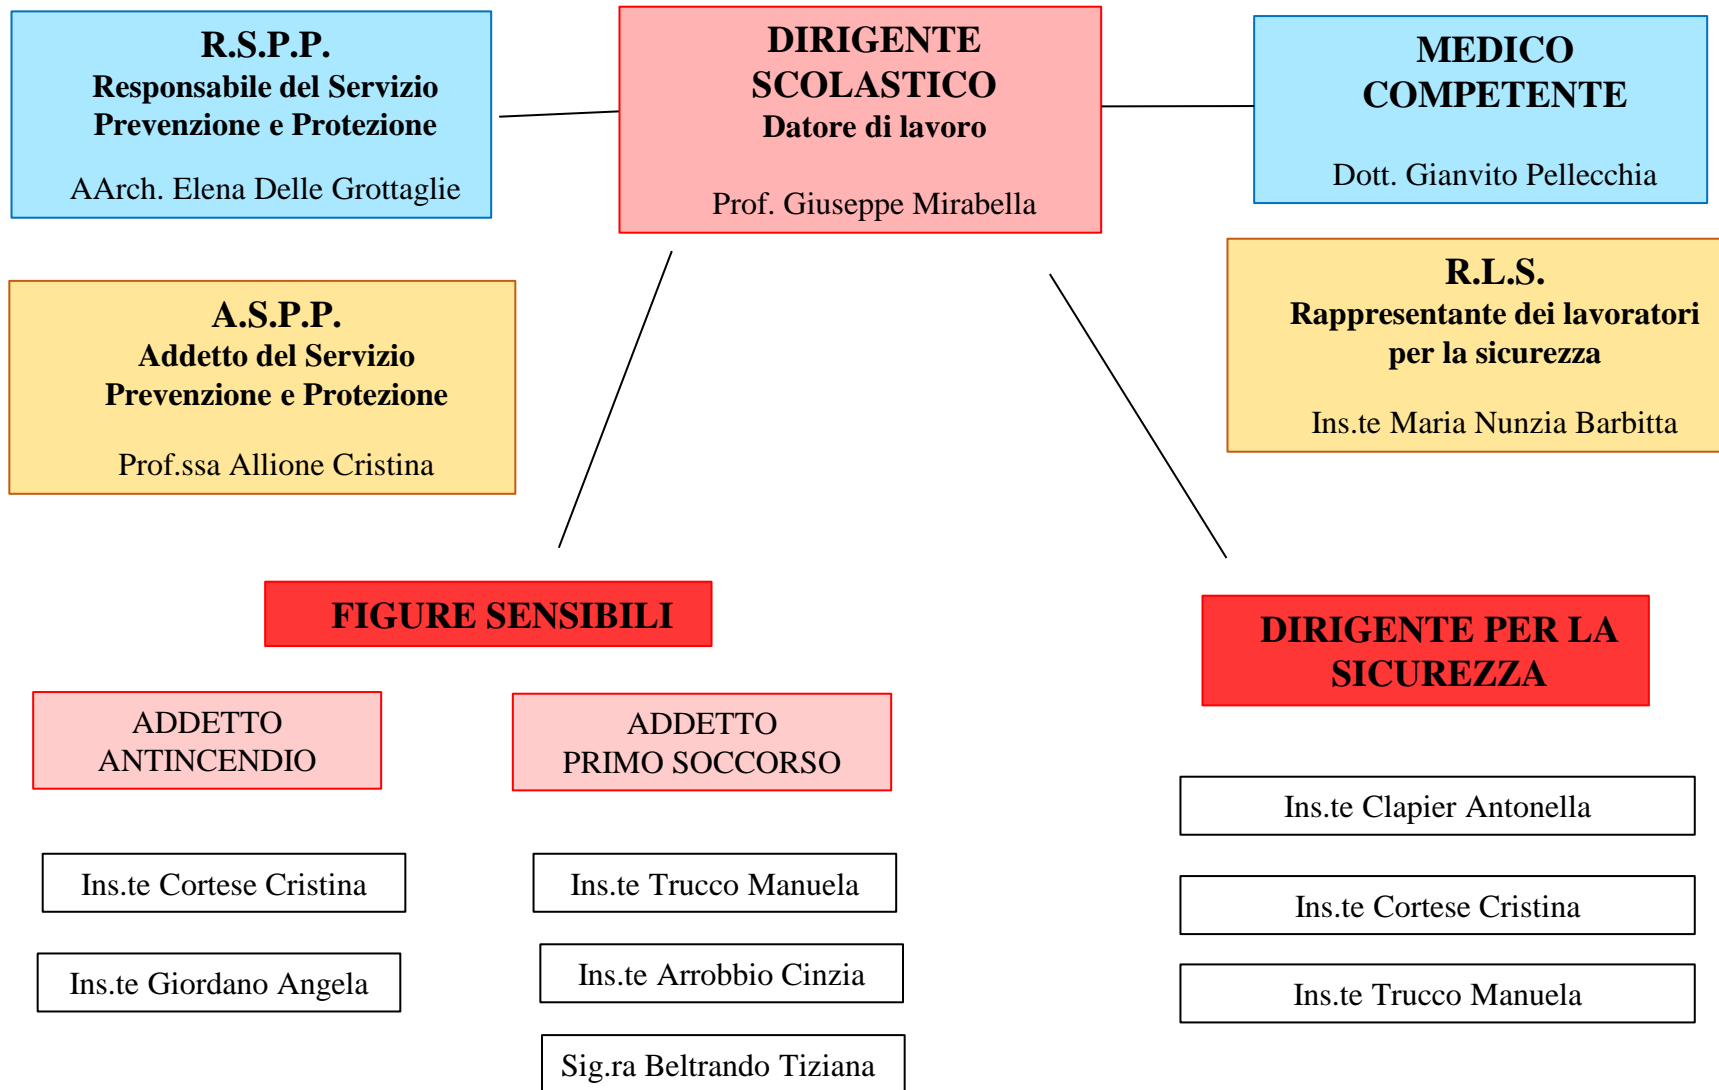 R.S.P.P.
Responsabile del Servizio
Prevenzione e Protezione
AArch. Elena Delle Grottaglie
DIRIGENTE
SCOLASTICO
Datore di lavoro
Prof. Giuseppe Mirabella
MEDICO
COMPETENTE
Dott. Gianvito Pellecchia
A.S.P.P.
Addetto del Servizio
Prevenzione e Protezione
Prof.ssa Allione Cristina
R.L.S.
Rappresentante dei lavoratori
per la sicurezza
Ins.te Maria Nunzia Barbitta
FIGURE SENSIBILI
ADDETTO
ANTINCENDIO
Ins.te Cortese Cristina
Ins.te Giordano Angela
ADDETTO
PRIMO SOCCORSO
Ins.te Trucco Manuela
Ins.te Arrobbio Cinzia
Sig.ra Beltrando Tiziana
DIRIGENTE PER LA
SICUREZZA
Ins.te Clapier Antonella
Ins.te Cortese Cristina
Ins.te Trucco Manuela